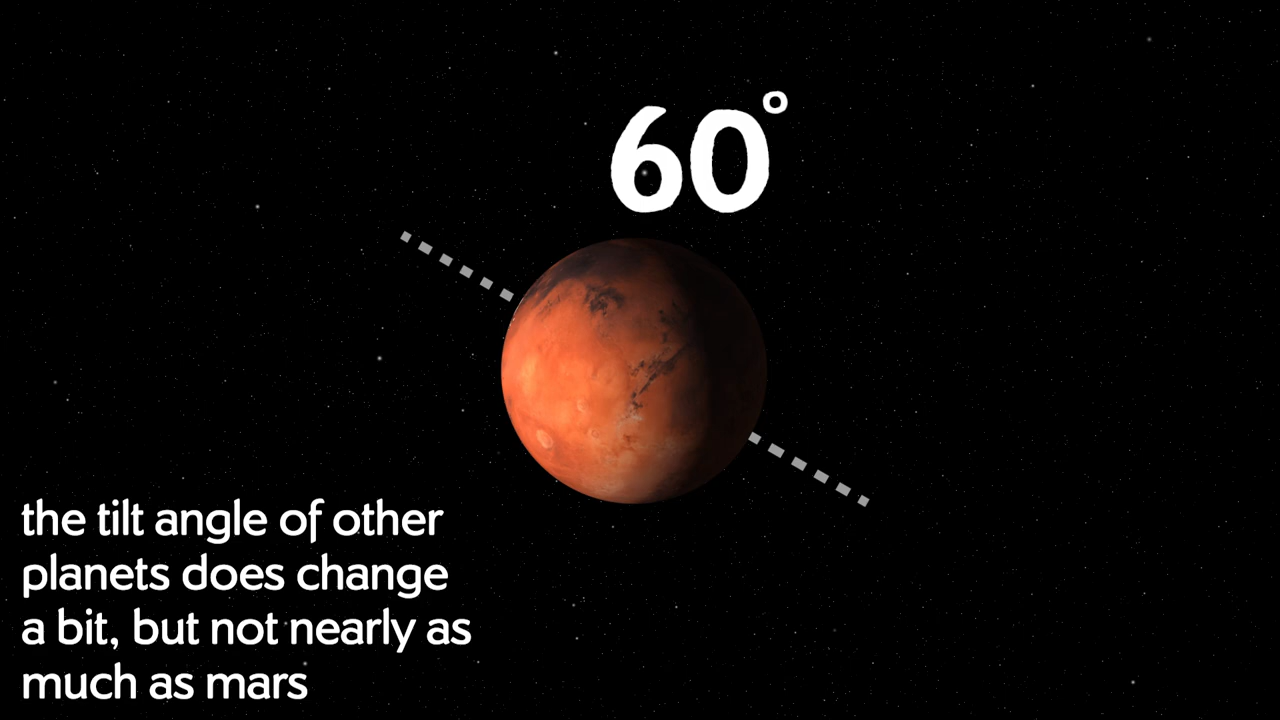 60°
the tilt angle of other
planets does change
a bit, but not nearly as
much as mars